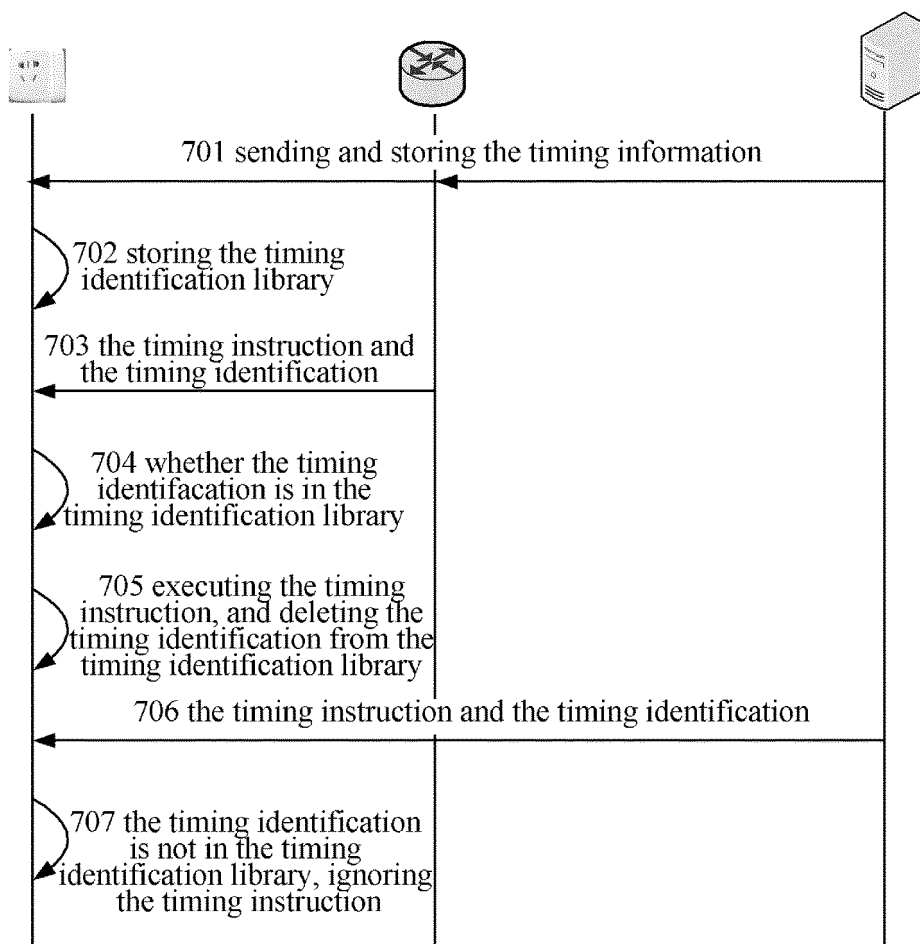 701 sending and storing the timing information
702 storing the timing
identification library
703 the timing instruction and
the timing identification
704 whether the timing
identifacation is in the
timing identification library
705 executing the timing
instruction, and deleting the
timing identification from the
timing identification library
706 the timing instruction and the timing identification
707 the timing identification
is not in the timing
identification library, ignoring
the timing instruction